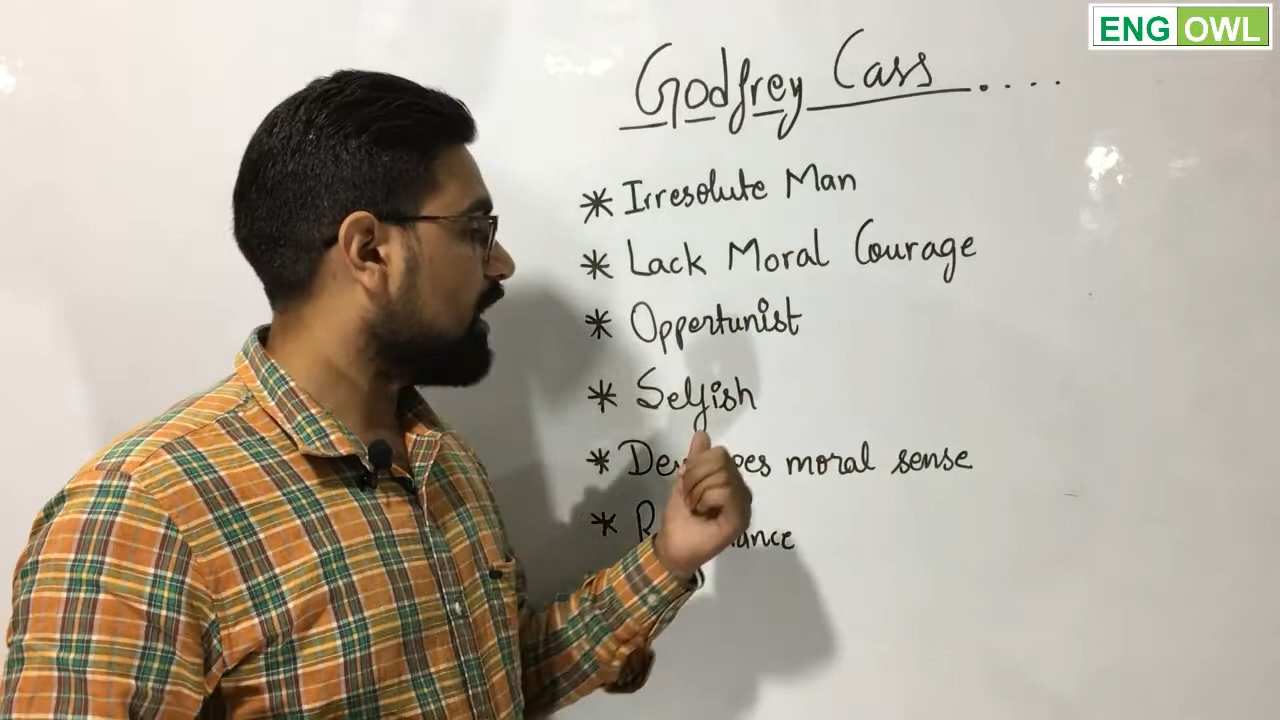 ENG OWL
Godfrey Cass....
* Irresolute Man
* Lack Moral Courage
* Oppertunist
* Selfish
* moral sense
*